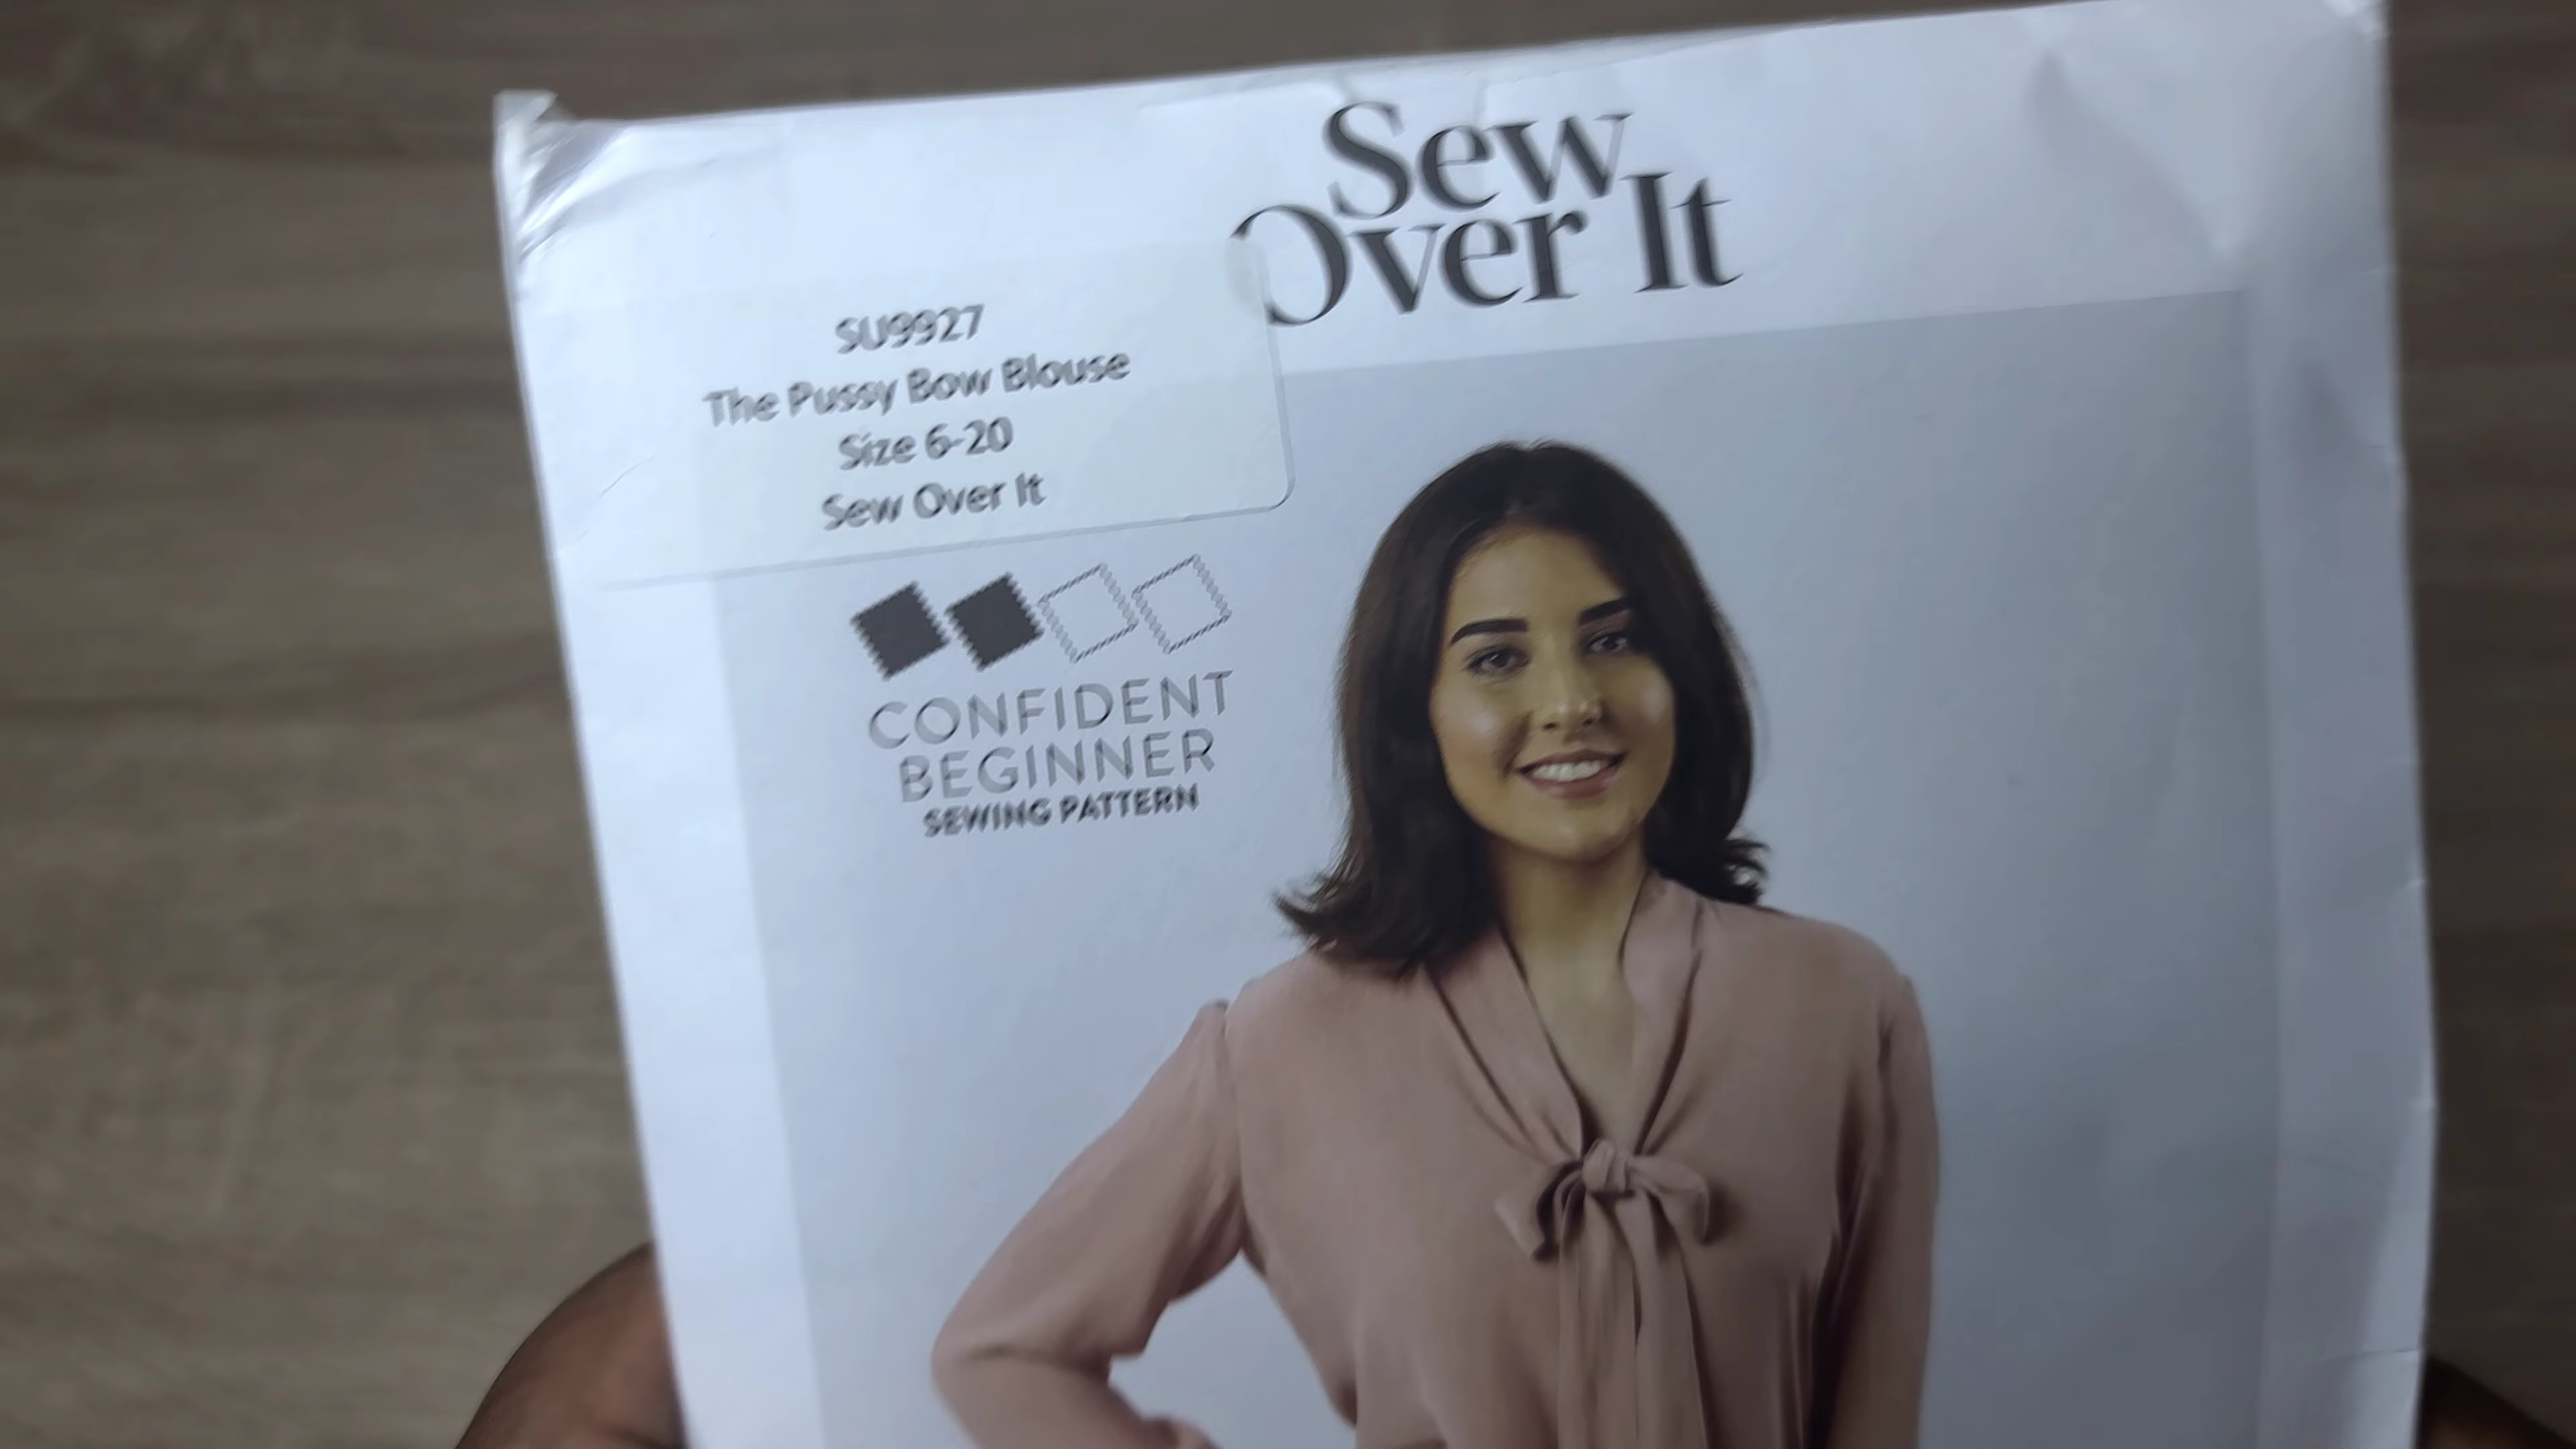 Sew
Over It
SU9927
The Pussy Bow Blouse
Size 6-20
Sew Over It
CONFIDENT
BEGINNER
SEWING PATTERN